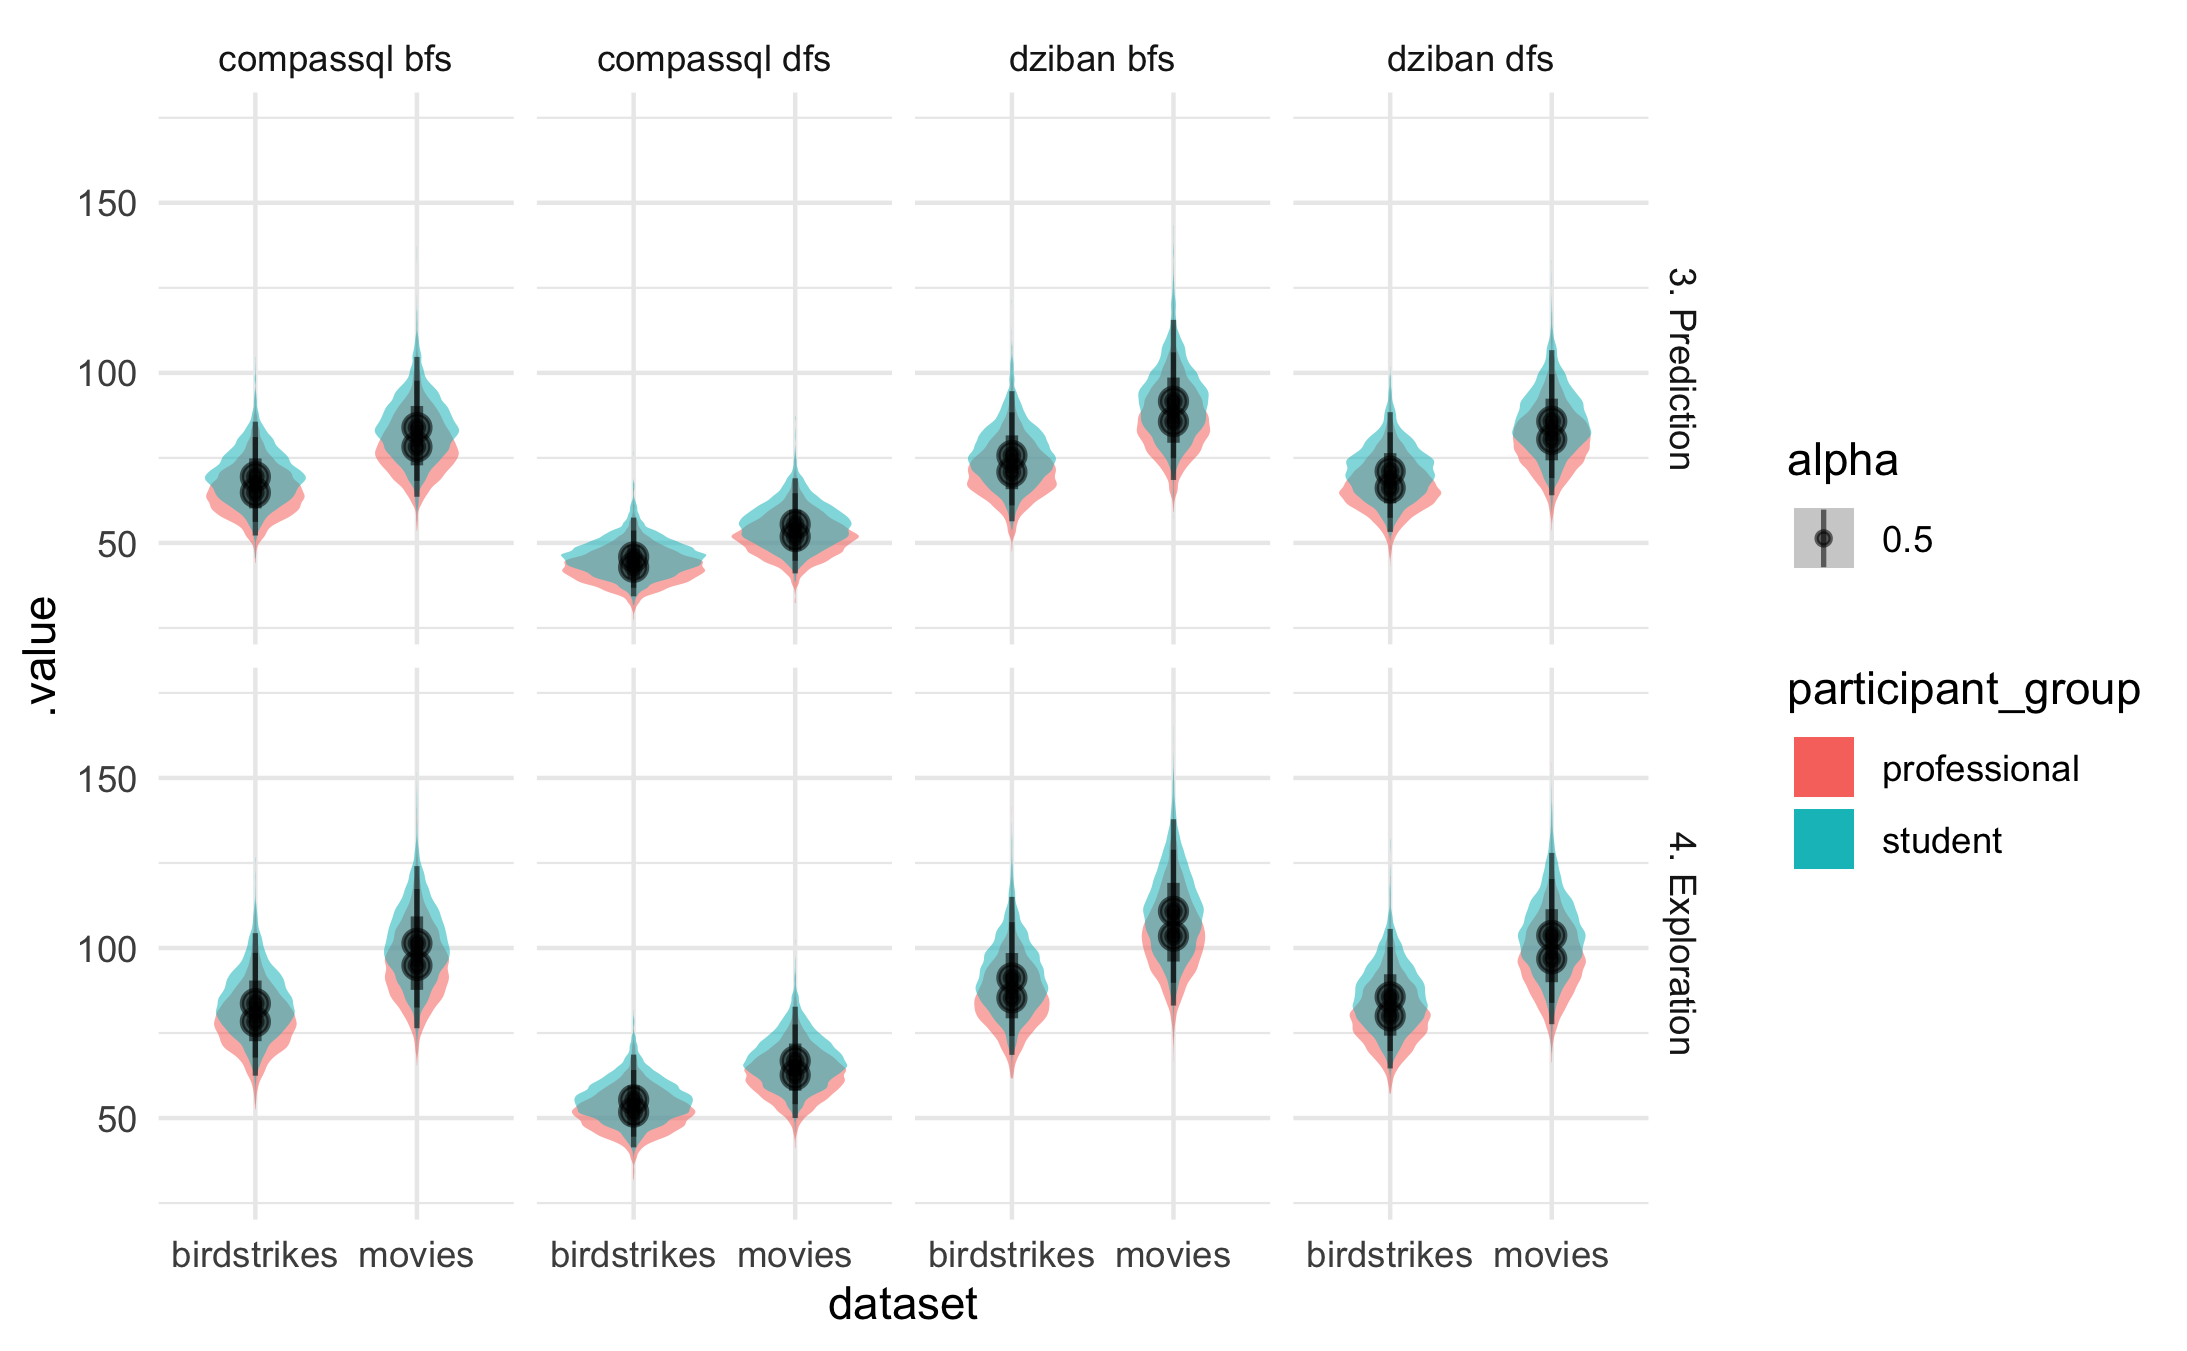 compassql bfs
compassql dfs
dziban bfs
dziban dfs
150
100
50
3. Prediction
150
100
50
4. Exploration
.value
birdstrikes
movies
birdstrikes
movies
birdstrikes
movies
birdstrikes
movies
dataset
alpha
0.5
participant_group
professional
student